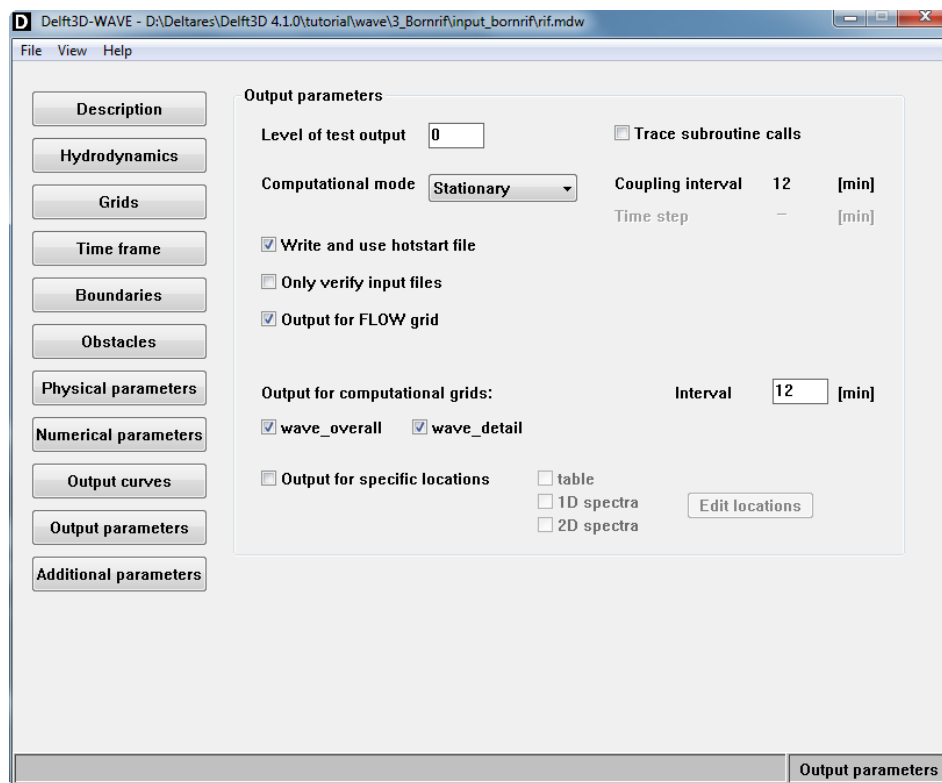 D Delft3D-WAVE - D:\Deltares\Delft3D 4.1.0\tutorial\wave\3_Bornrif\input_bornrif\rif.mdw
File View Help
Description
Hydrodynamics
Grids
Time frame
Boundaries
Obstacles
Physical parameters
Numerical parameters
Output curves
Output parameters
Additional parameters
Output parameters
Level of test output 0 Trace subroutine calls
Computational mode Stationary Coupling interval 12 [min]
Time step – [min]
Write and use hotstart file
Only verify input files
Output for FLOW grid
Output for computational grids: Interval 12 [min]
wave_overall wave_detail
Output for specific locations table
1D spectra Edit locations
2D spectra
Output parameters